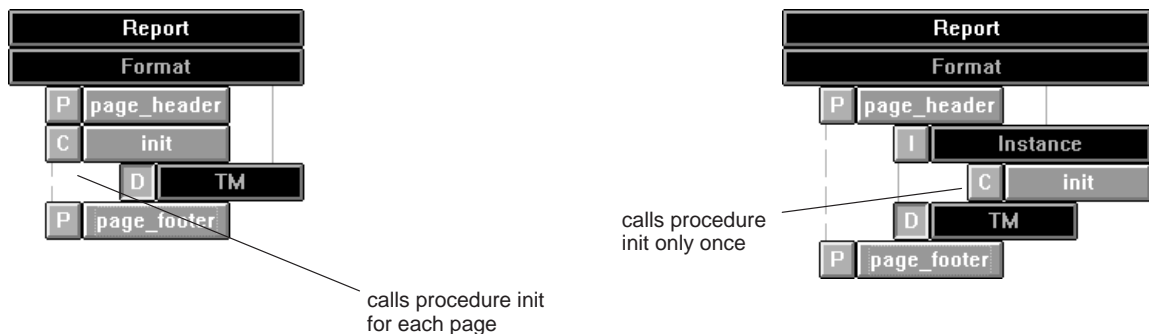 Report
Format
P page_header
C init
D TM
P page_footer
calls procedure init
for each page
Report
Format
P page_header
I Instance
C init
calls procedure
init only once
D TM
P page_footer